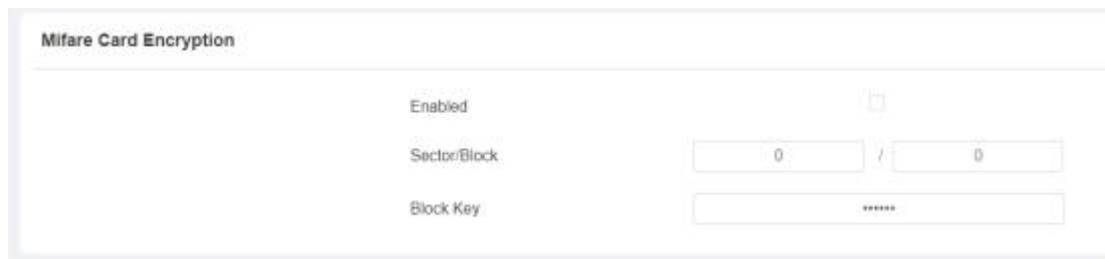 Mifare Card Encryption
Enabled
Sector/Block 0 / 0
Block Key ••••••